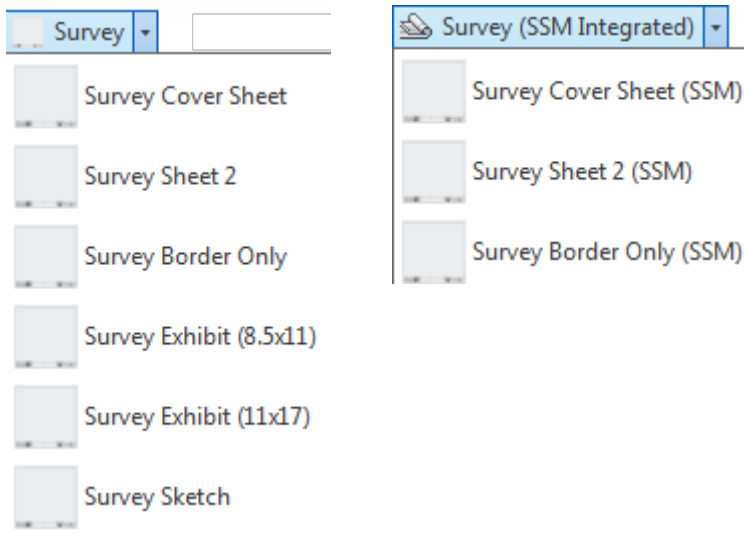 Survey
Survey Cover Sheet
Survey Sheet 2
Survey Border Only
Survey Exhibit (8.5x11)
Survey Exhibit (11x17)
Survey Sketch
Survey (SSM Integrated)
Survey Cover Sheet (SSM)
Survey Sheet 2 (SSM)
Survey Border Only (SSM)